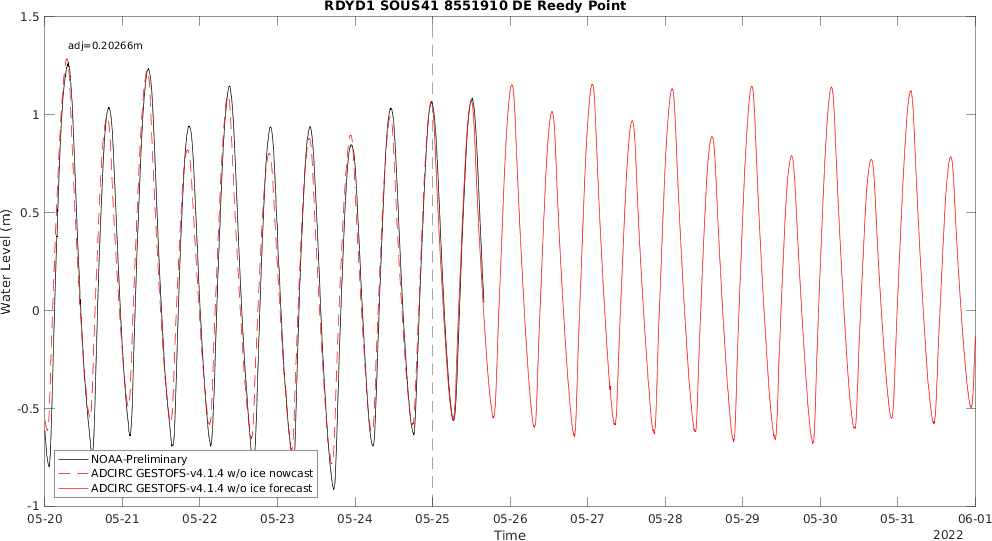 RDYD1 SOUS41 8551910 DE Reedy Point
1.5
adj=0.20266m
1
0.5
Water Level (m)
0
-0.5
NOAA-Preliminary
ADCIRC GESTOFS-v4.1.4 w/o ice nowcast
ADCIRC GESTOFS-v4.1.4 w/o ice forecast
-1
05-20 05-21 05-22 05-23 05-24 05-25 05-26 05-27 05-28 05-29 05-30 05-31 06-01
Time
2022